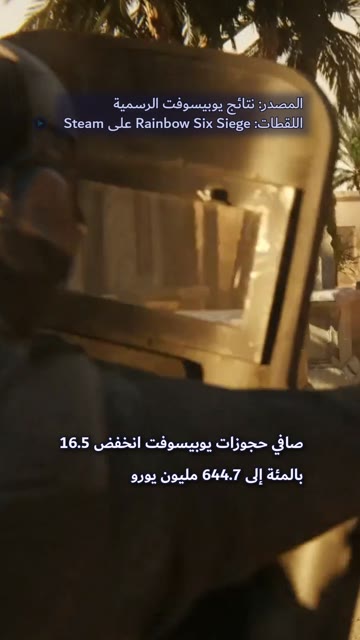 المصدر: نتائج يوبيسوفت الرسمية
اللقطات: Rainbow Six Siege على Steam
صافي حجوزات يوبيسوفت انخفض 16.5
بالمئة إلى 644.7 مليون يورو